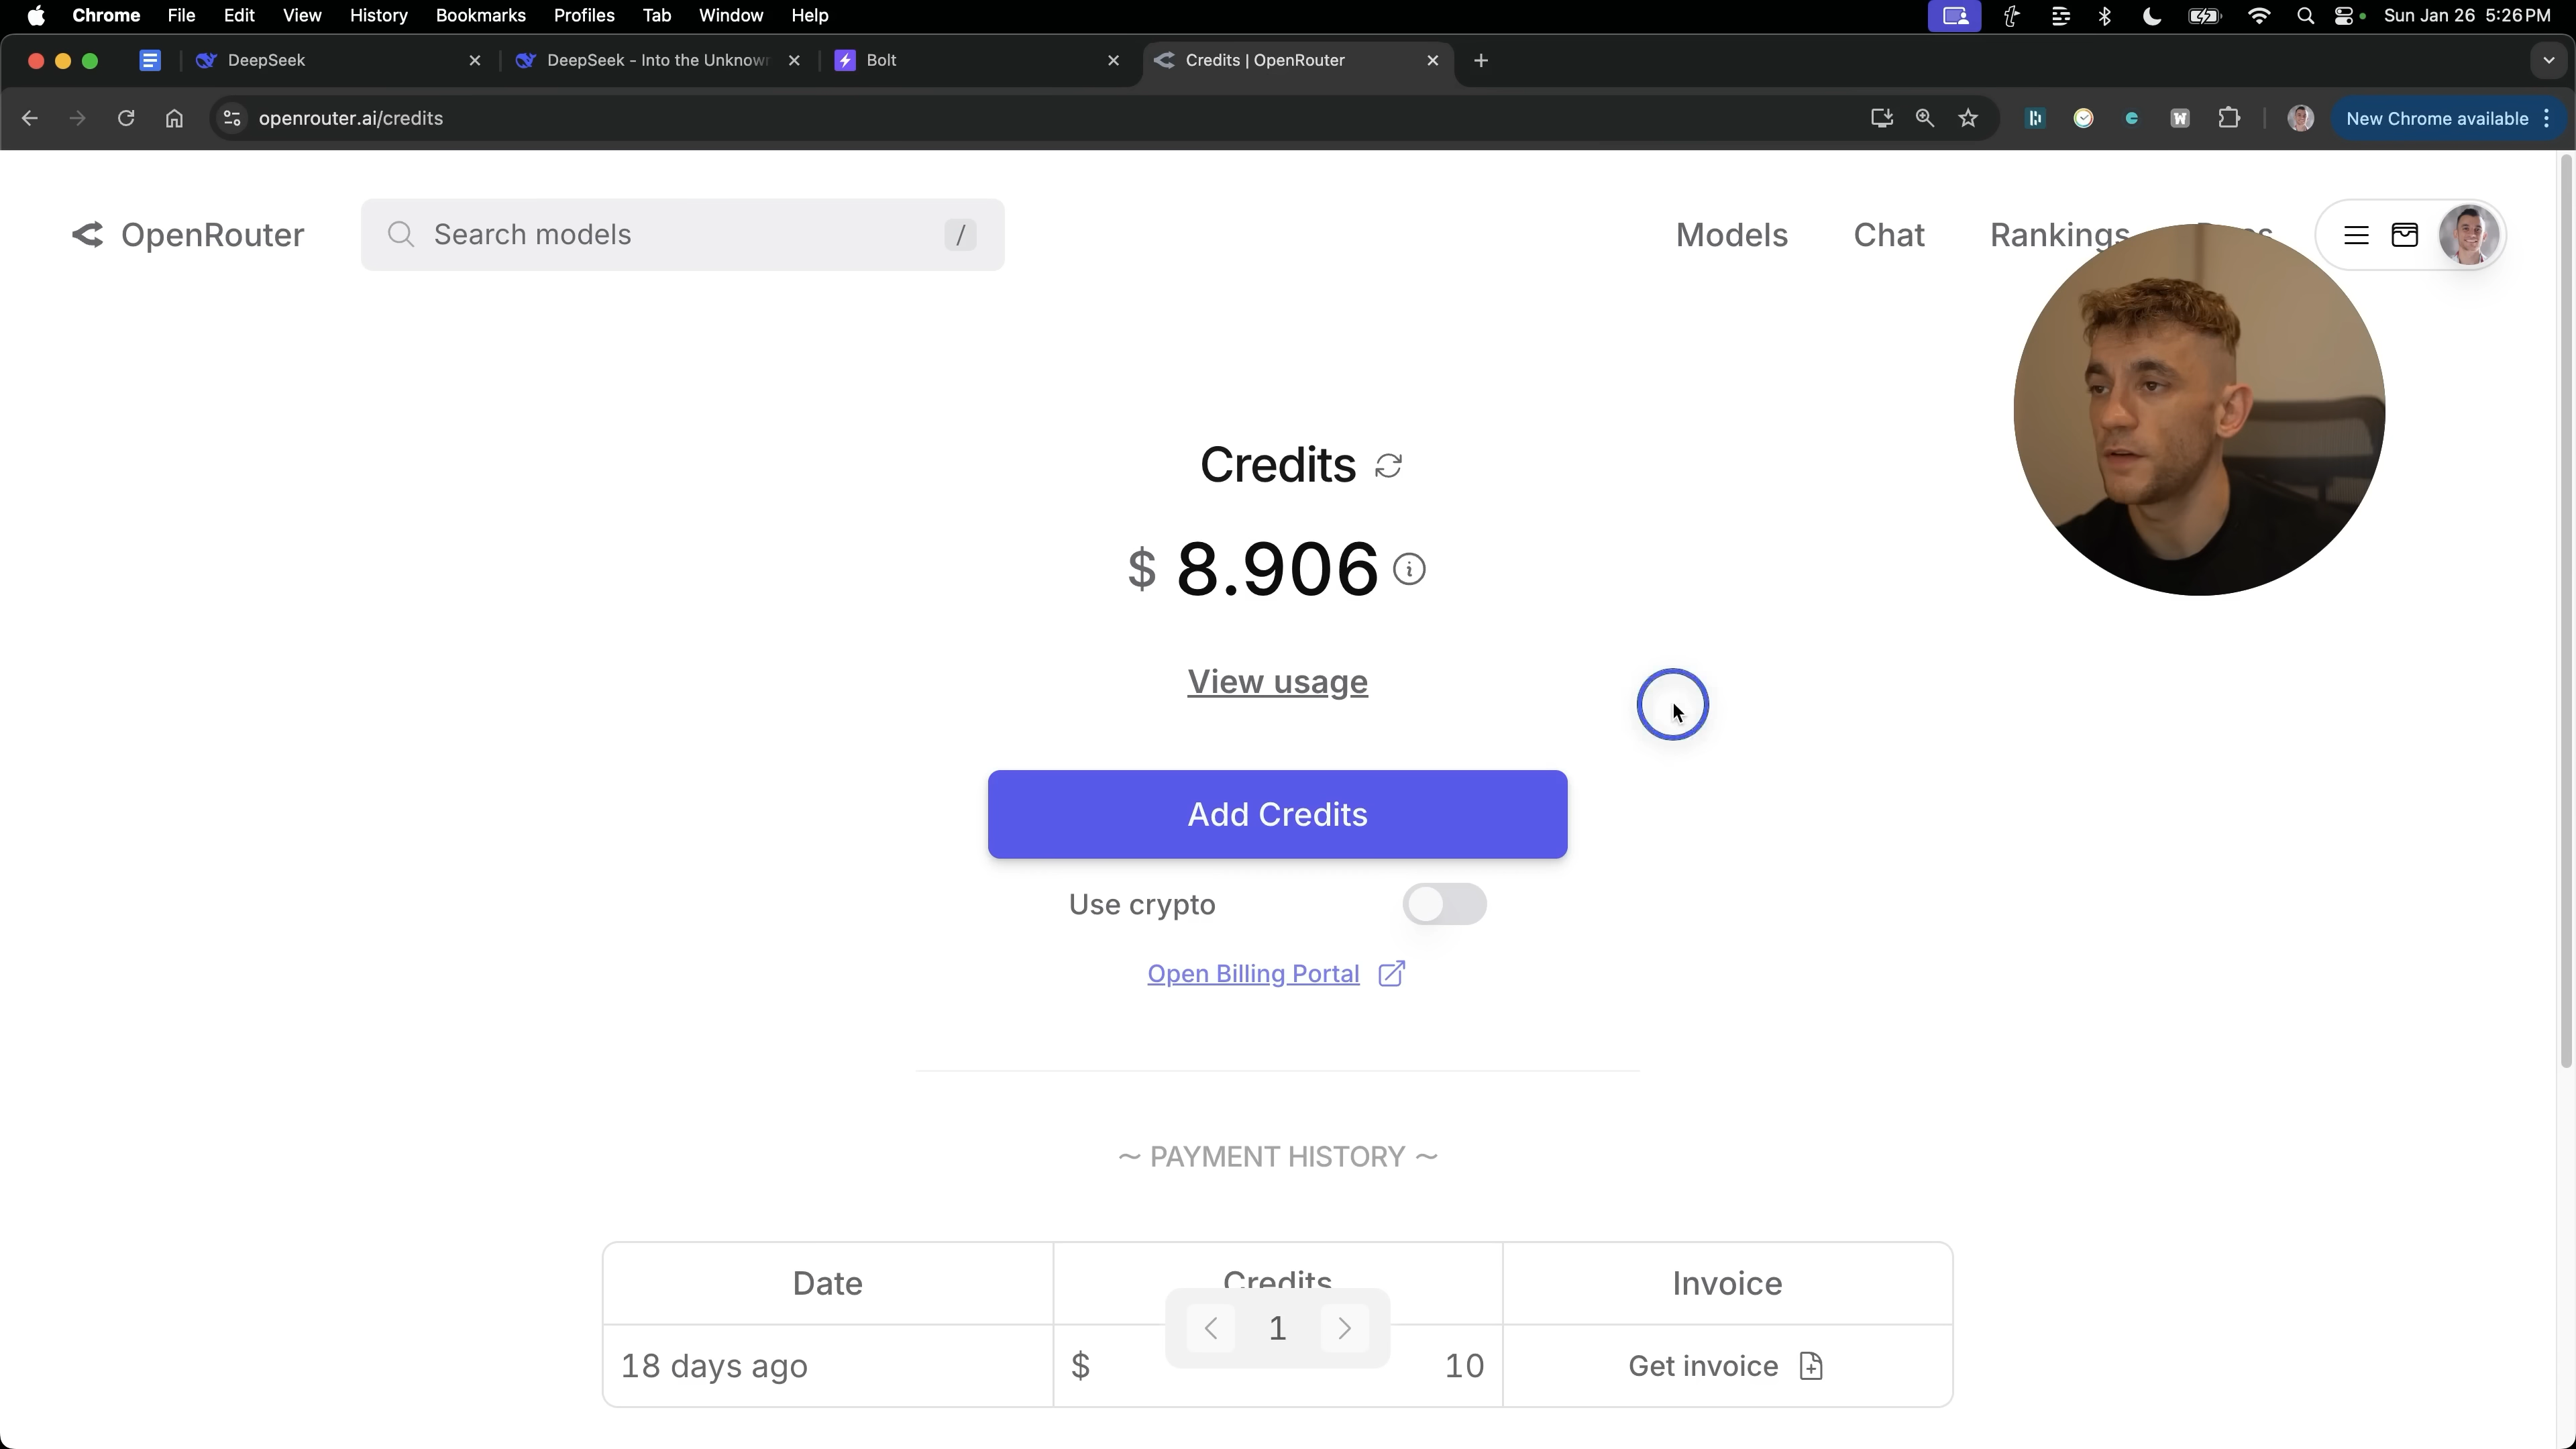 Chrome File Edit View History Bookmarks Profiles Tab Window Help Sun Jan 26 5:26 PM
DeepSeek DeepSeek - Into the Unknow Bolt Credits | OpenRouter
openrouter.ai/credits New Chrome available
OpenRouter Search models / Models Chat Rankings
Credits
$ 8.906
View usage
Add Credits
Use crypto
Open Billing Portal
~ PAYMENT HISTORY ~
Date Credits Invoice
1
18 days ago $ 10 Get invoice